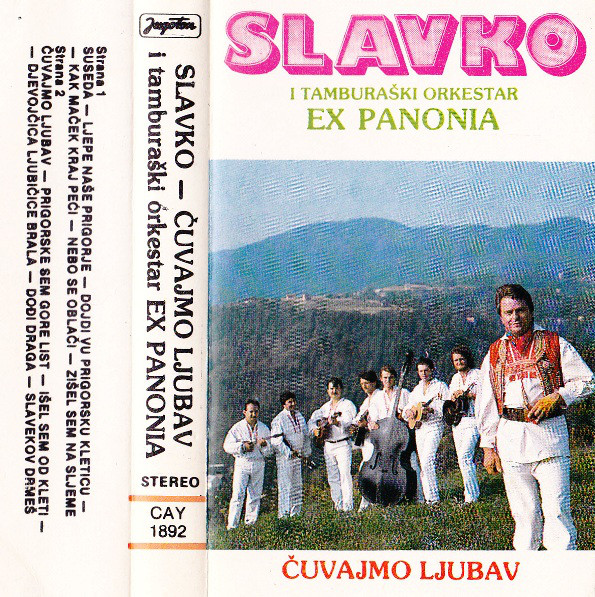 Strana 1
SUSEDA — LJEPE NAŠE PRIGORJE — DOJDI VU PRIGORSKU KLETICU —
— KAK MAČEK KRAJ PEĆI — NEBO SE OBLAČI — ZIŠEL SEM NA SLJEME
Strana 2
ČUVAJMO LJUBAV — PRIGORSKE SEM GORE LIST — IŠEL SEM OD KLETI —
— DJEVOJČICA LJUBIČICE BRALA — DOĐI DRAGA — SLAVEKOV DRMEŠ
Jugoton
SLAVKO — ČUVAJMO LJUBAV
i tamburaški orkestar EX PANONIA
STEREO
CAY
1892
SLAVKO
I TAMBURAŠKI ORKESTAR
EX PANONIA
ČUVAJMO LJUBAV